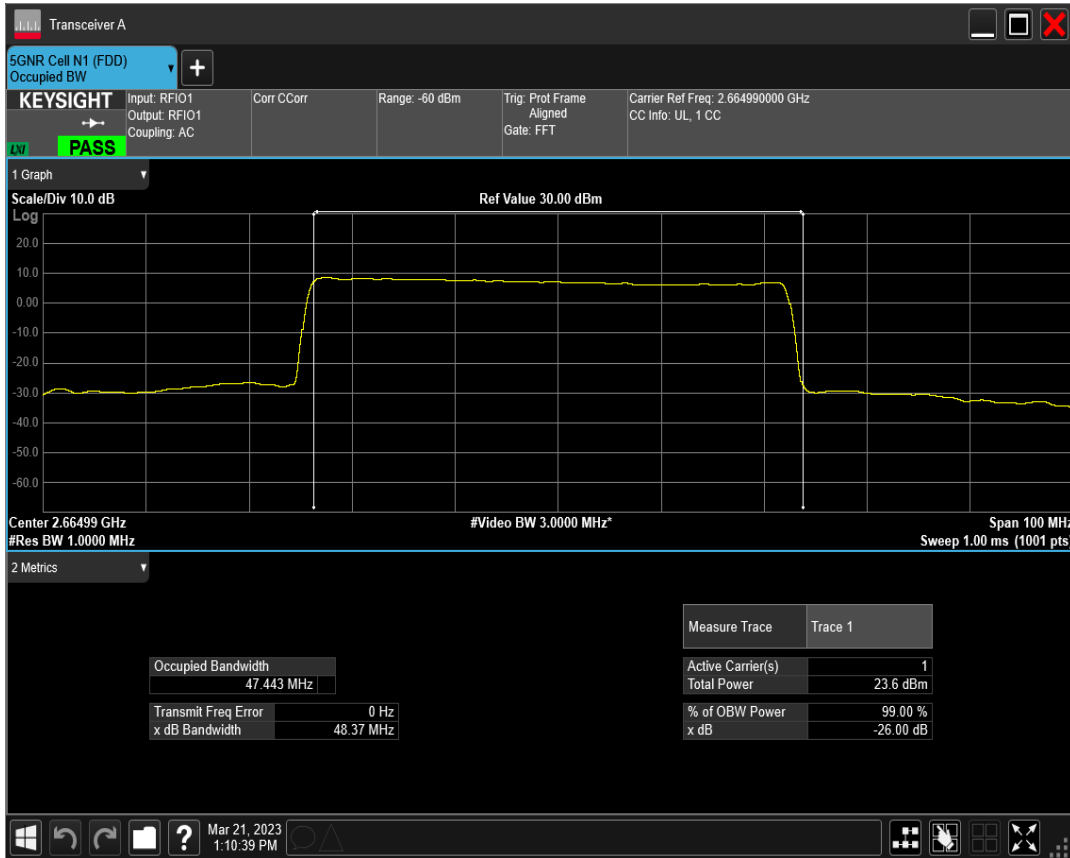 Transceiver A
5GNR Cell N1 (FDD)
Occupied BW
KEYSIGHT
LXI
PASS
Input: RFIO1
Output: RFIO1
Coupling: AC
Corr CCorr
Range: -60 dBm
Trig: Prot Frame
Aligned
Gate: FFT
Carrier Ref Freq: 2.664990000 GHz
CC Info: UL, 1 CC
1 Graph
Scale/Div 10.0 dB
Ref Value 30.00 dBm
Log
20.0
10.0
0.00
-10.0
-20.0
-30.0
-40.0
-50.0
-60.0
Center 2.66499 GHz
#Video BW 3.0000 MHz*
Span 100 MHz
#Res BW 1.0000 MHz
Sweep 1.00 ms (1001 pts)
2 Metrics
Measure Trace Trace 1
Occupied Bandwidth
47.443 MHz
Active Carrier(s) 1
Total Power 23.6 dBm
Transmit Freq Error 0 Hz
x dB Bandwidth 48.37 MHz
% of OBW Power 99.00 %
x dB -26.00 dB
Mar 21, 2023
1:10:39 PM